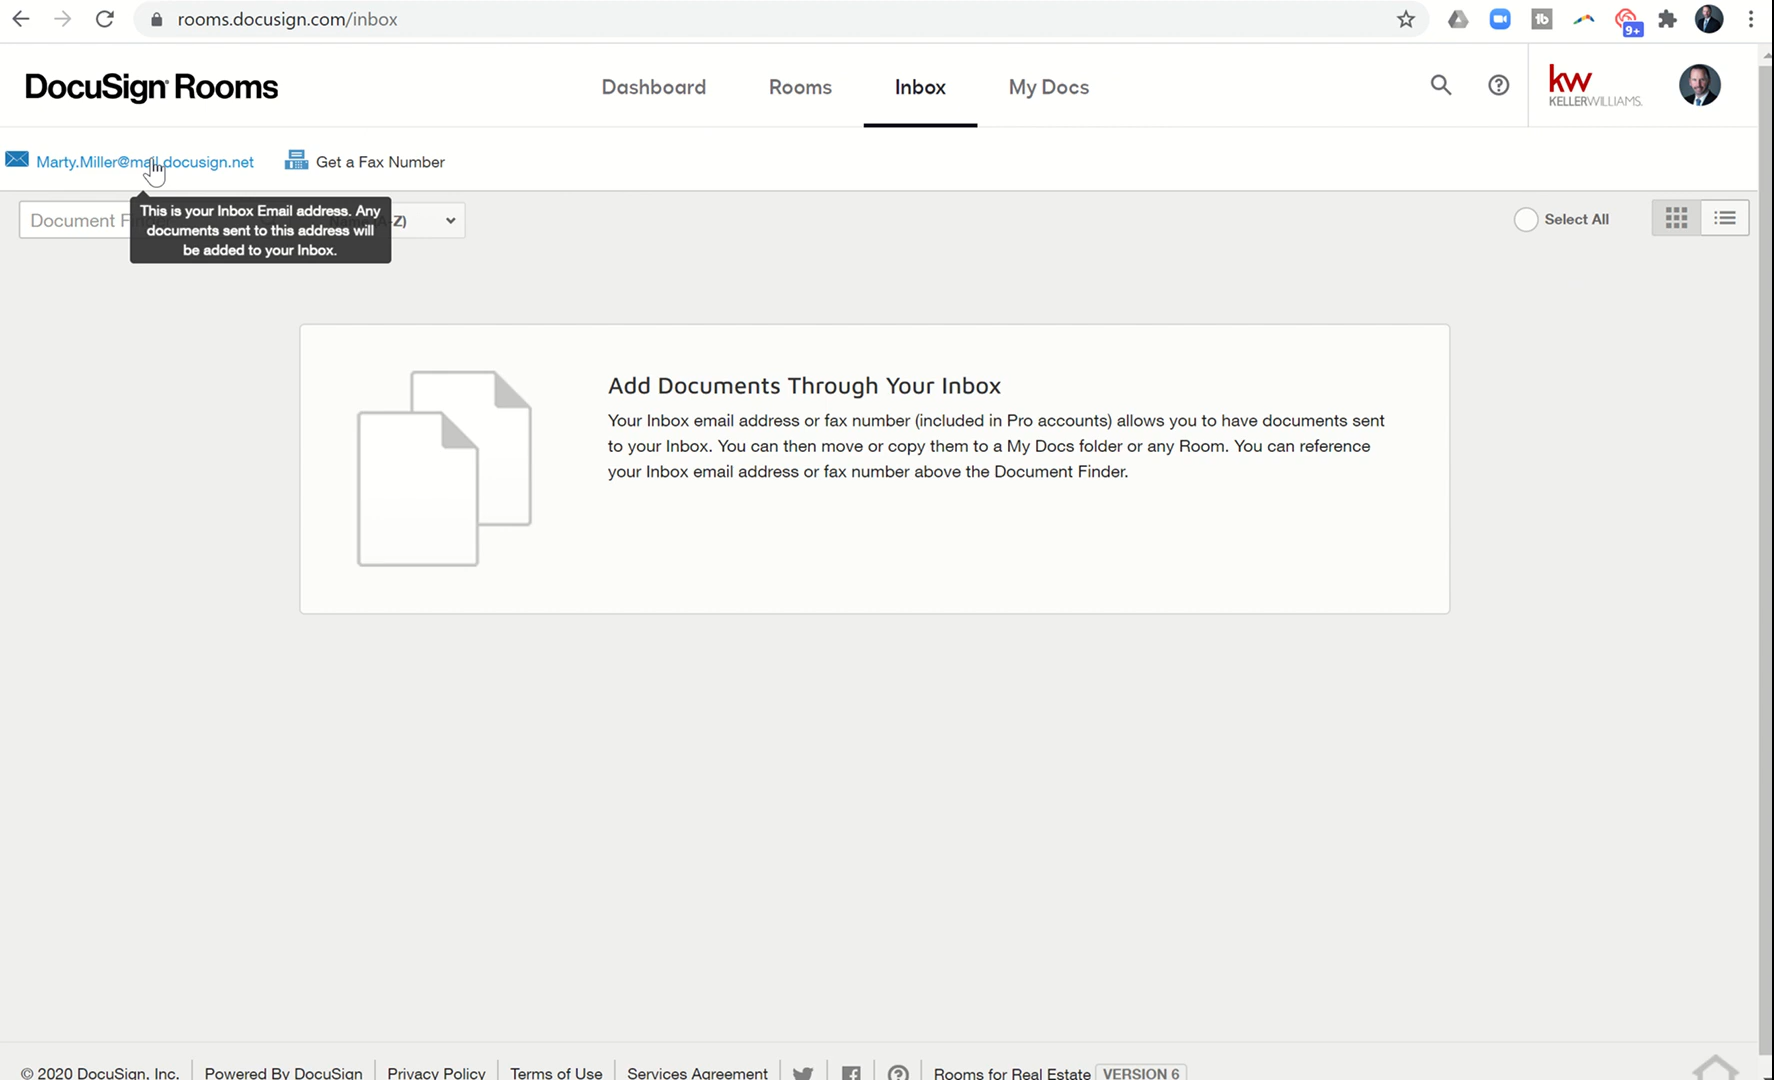 rooms.docusign.com/inbox
tb
9+
DocuSign Rooms
Dashboard
Rooms
Inbox
My Docs
kw
KELLERWILLIAMS.
Marty.Miller@mail.docusign.net
Get a Fax Number
Document
Z)
This is your Inbox Email address. Any
documents sent to this address will
be added to your Inbox.
Select All
Add Documents Through Your Inbox
Your Inbox email address or fax number (included in Pro accounts) allows you to have documents sent
to your Inbox. You can then move or copy them to a My Docs folder or any Room. You can reference
your Inbox email address or fax number above the Document Finder.
© 2020 DocuSign, Inc.
Powered By DocuSign
Privacy Policy
Terms of Use
Services Agreement
Rooms for Real Estate
VERSION 6